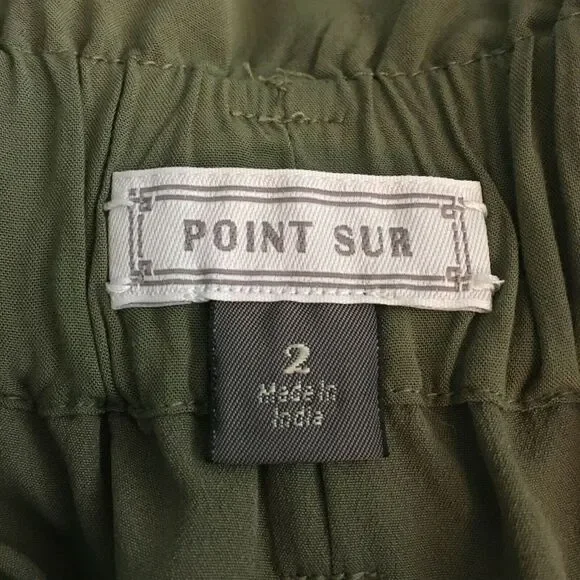 POINT SUR
2
Made in
India